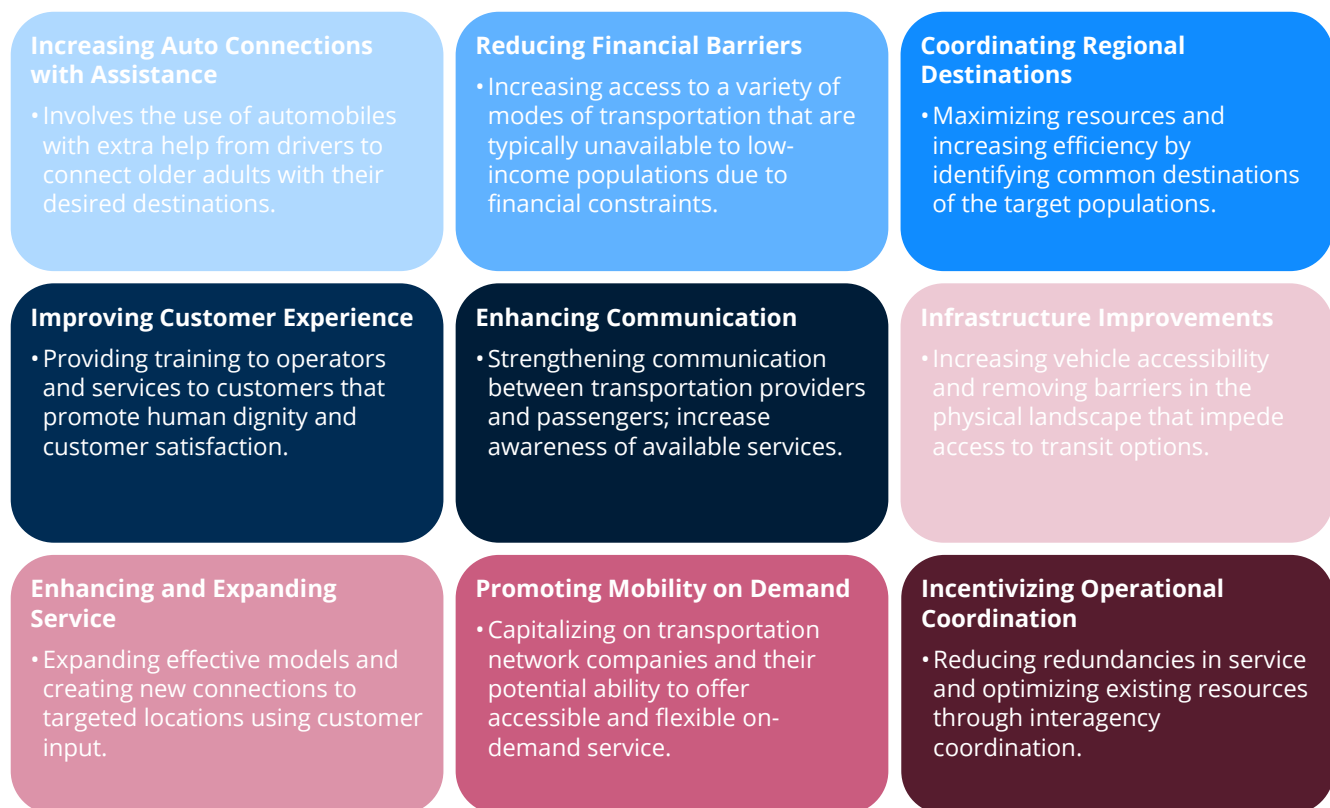 Increasing Auto Connections
with Assistance
• Involves the use of automobiles
with extra help from drivers to
connect older adults with their
desired destinations.
Reducing Financial Barriers
• Increasing access to a variety of
modes of transportation that are
typically unavailable to low-
income populations due to
financial constraints.
Coordinating Regional
Destinations
• Maximizing resources and
increasing efficiency by
identifying common destinations
of the target populations.
Improving Customer Experience
• Providing training to operators
and services to customers that
promote human dignity and
customer satisfaction.
Enhancing Communication
• Strengthening communication
between transportation providers
and passengers; increase
awareness of available services.
Infrastructure Improvements
• Increasing vehicle accessibility
and removing barriers in the
physical landscape that impede
access to transit options.
Enhancing and Expanding
Service
• Expanding effective models and
creating new connections to
targeted locations using customer
input.
Promoting Mobility on Demand
• Capitalizing on transportation
network companies and their
potential ability to offer
accessible and flexible on-
demand service.
Incentivizing Operational
Coordination
• Reducing redundancies in service
and optimizing existing resources
through interagency
coordination.